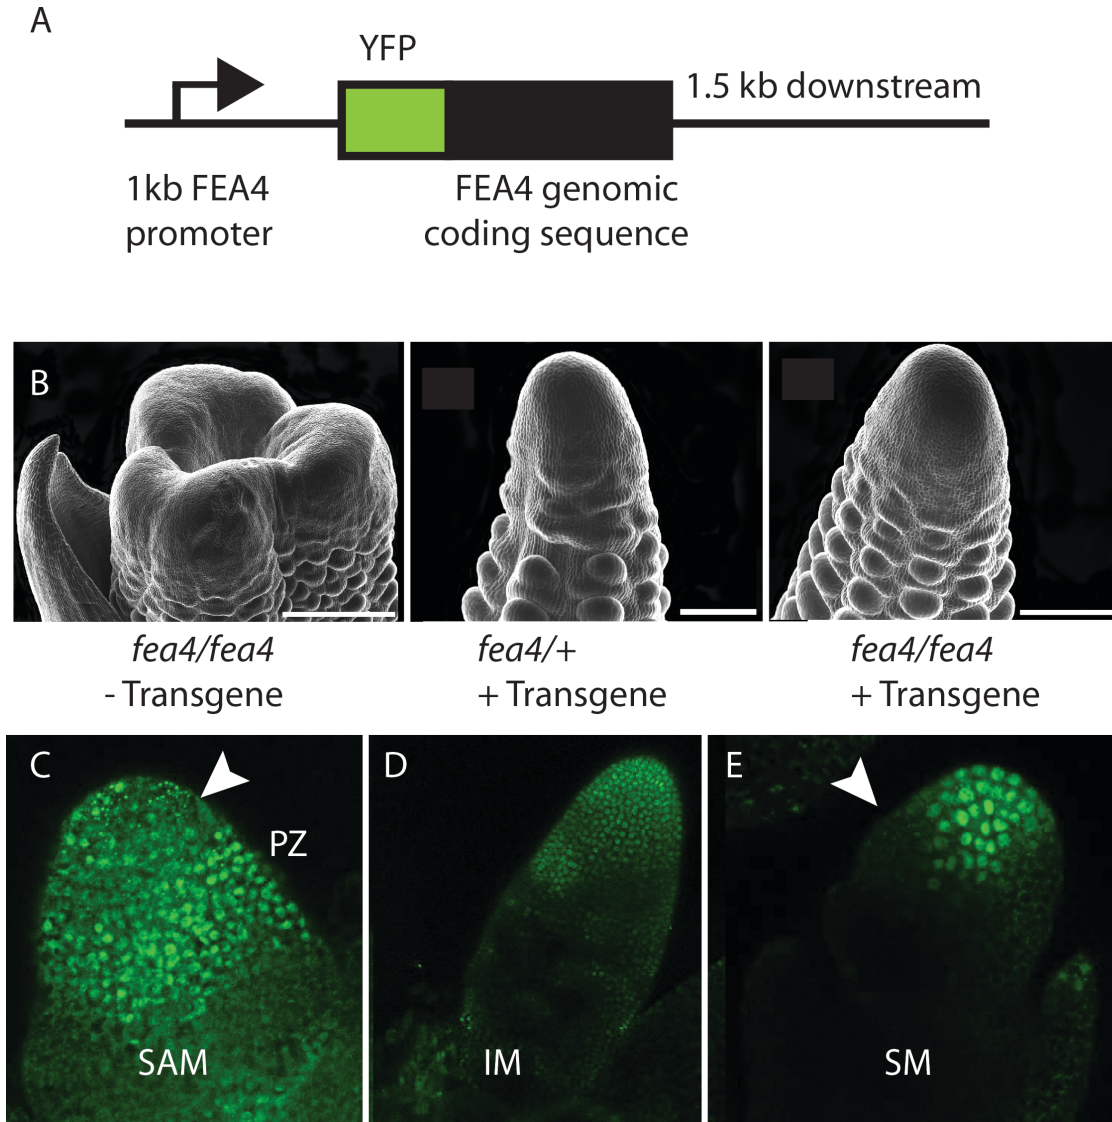 A
YFP
1.5 kb downstream
1kb FEA4
promoter
FEA4 genomic
coding sequence
B
fea4/fea4
- Transgene
fea4/+
+ Transgene
fea4/fea4
+ Transgene
C
PZ
SAM
D
IM
E
SM